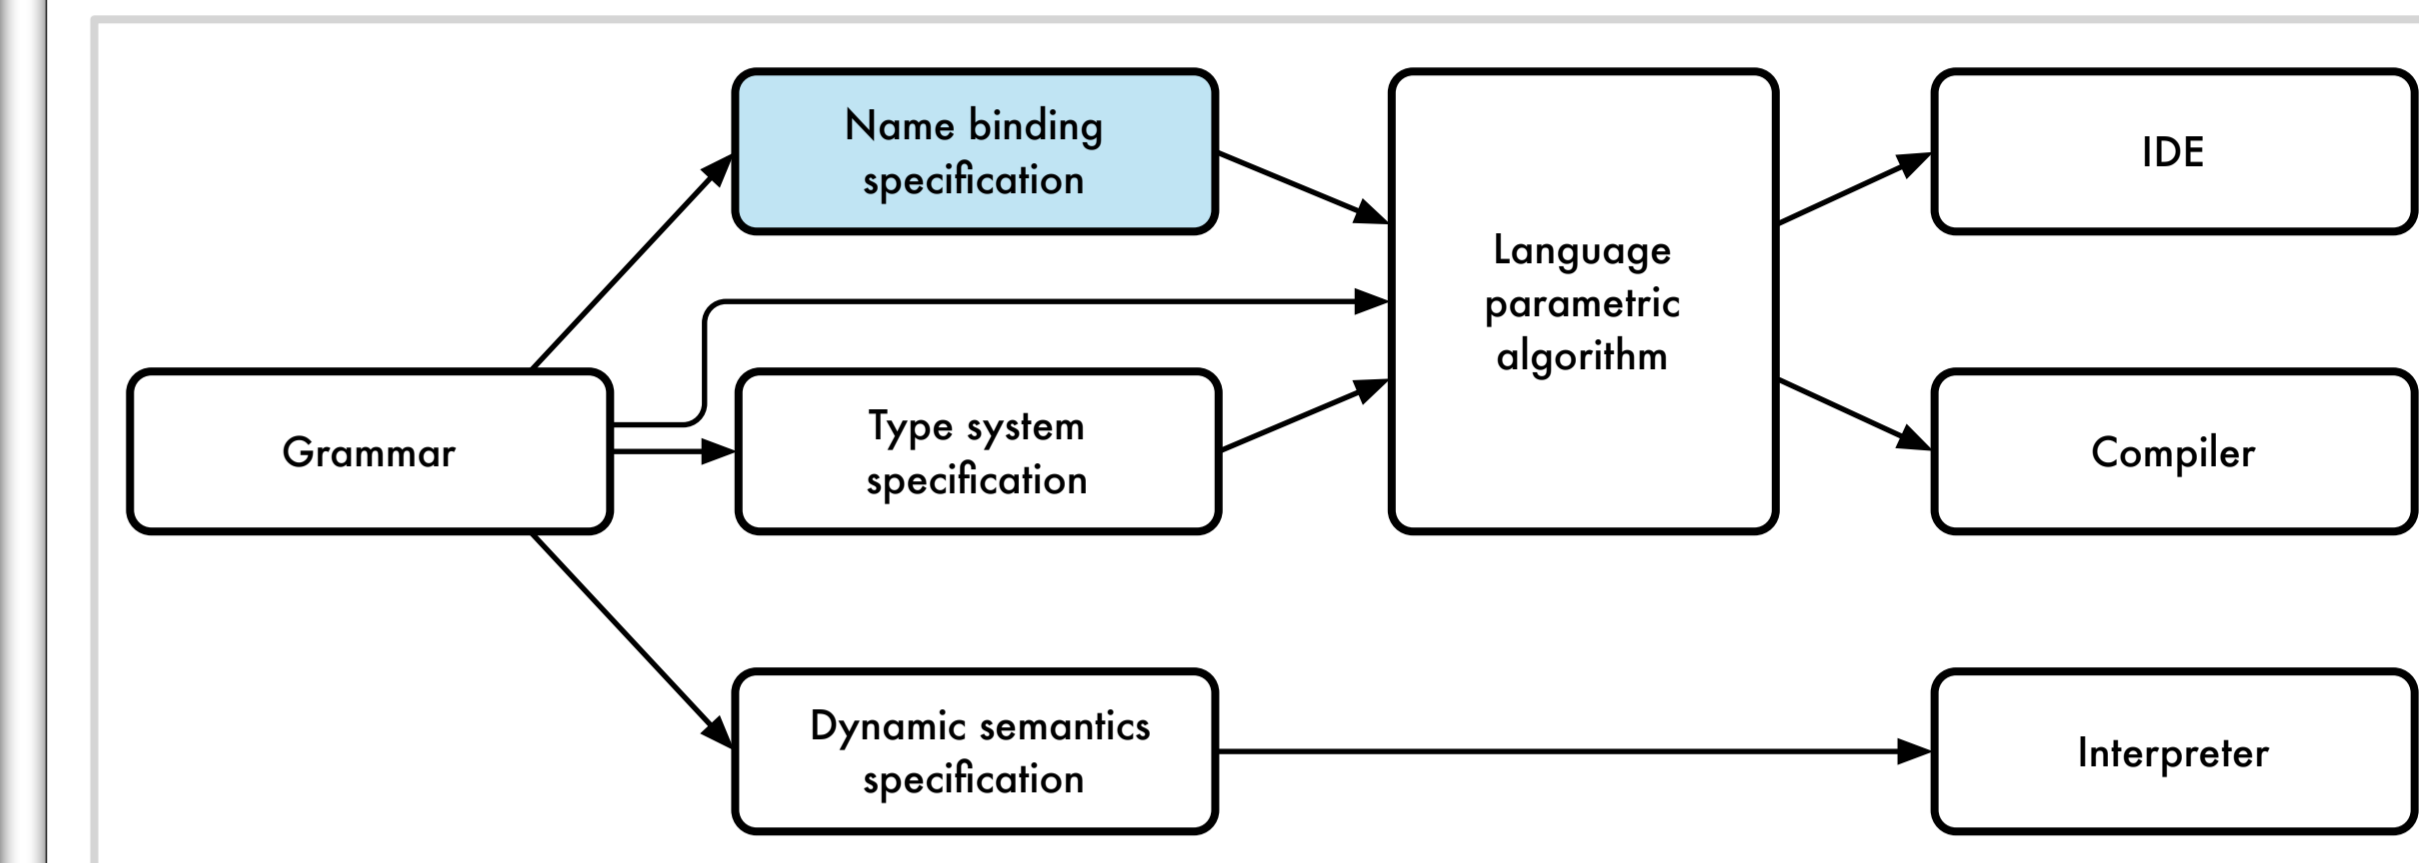 Name binding
specification
Language
parametric
algorithm
IDE
Grammar
Type system
specification
Compiler
Dynamic semantics
specification
Interpreter